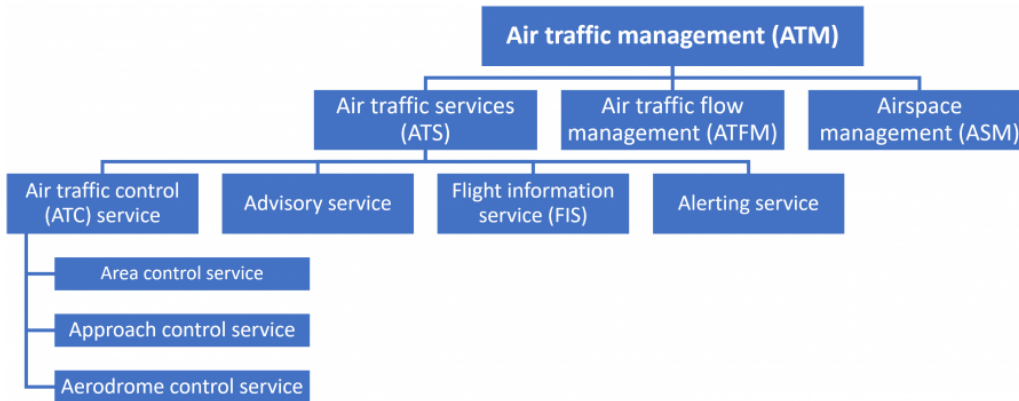 Air traffic management (ATM)
Air traffic services
(ATS)
Air traffic flow
management (ATFM)
Airspace
management (ASM)
Air traffic control
(ATC) service
Advisory service
Flight information
service (FIS)
Alerting service
Area control service
Approach control service
Aerodrome control service